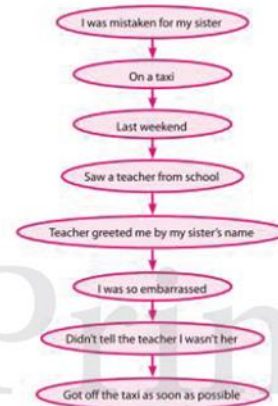 I was mistaken for my sister
On a taxi
Last weekend
Saw a teacher from school
Teacher greeted me by my sister's name
I was so embarrassed
Didn't tell the teacher I wasn't her
Got off the taxi as soon as possible